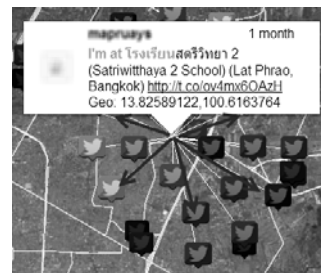 mapruays 1 month
I'm at โรงเรียนสตรีวิทยา 2
(Satriwitthaya 2 School) (Lat Phrao,
Bangkok) http://t.co/ov4mx6OAzH
Geo: 13.82589122,100.6163764